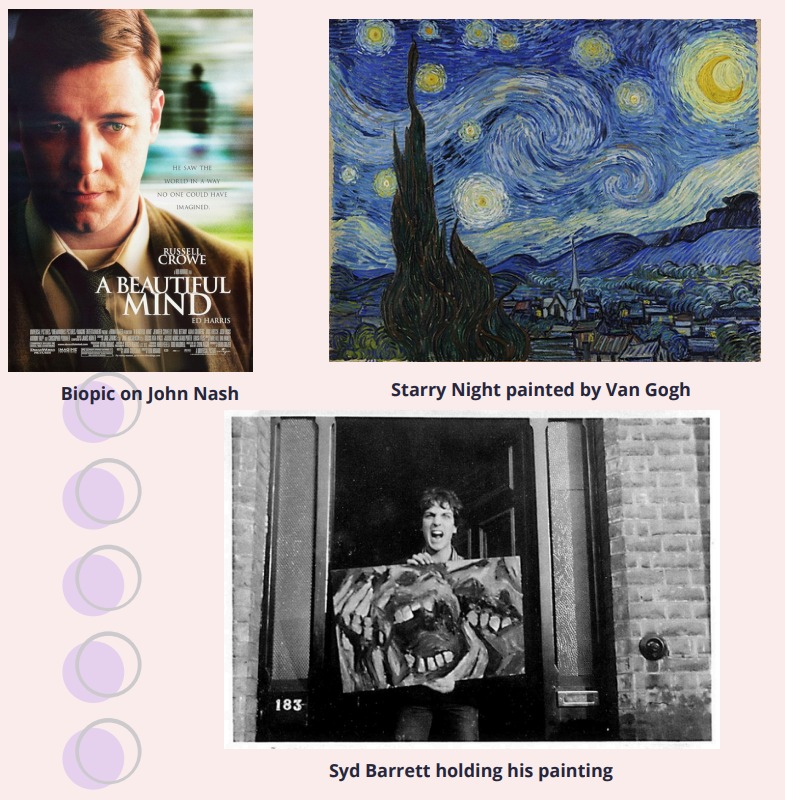 HE SAW THE
WORLD IN A WAY
NO ONE COULD HAVE
IMAGINED.
RUSSELL
CROWE
A BEAUTIFUL
MIND
ED HARRIS
Biopic on John Nash
Starry Night painted by Van Gogh
183
Syd Barrett holding his painting